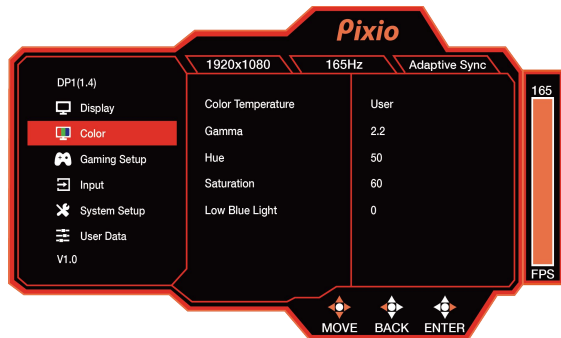 Pixio
1920x1080 165Hz Adaptive Sync
DP1(1.4)
Display
Color
Gaming Setup
Input
System Setup
User Data
V1.0
Color Temperature User
Gamma 2.2
Hue 50
Saturation 60
Low Blue Light 0
165
FPS
MOVE BACK ENTER